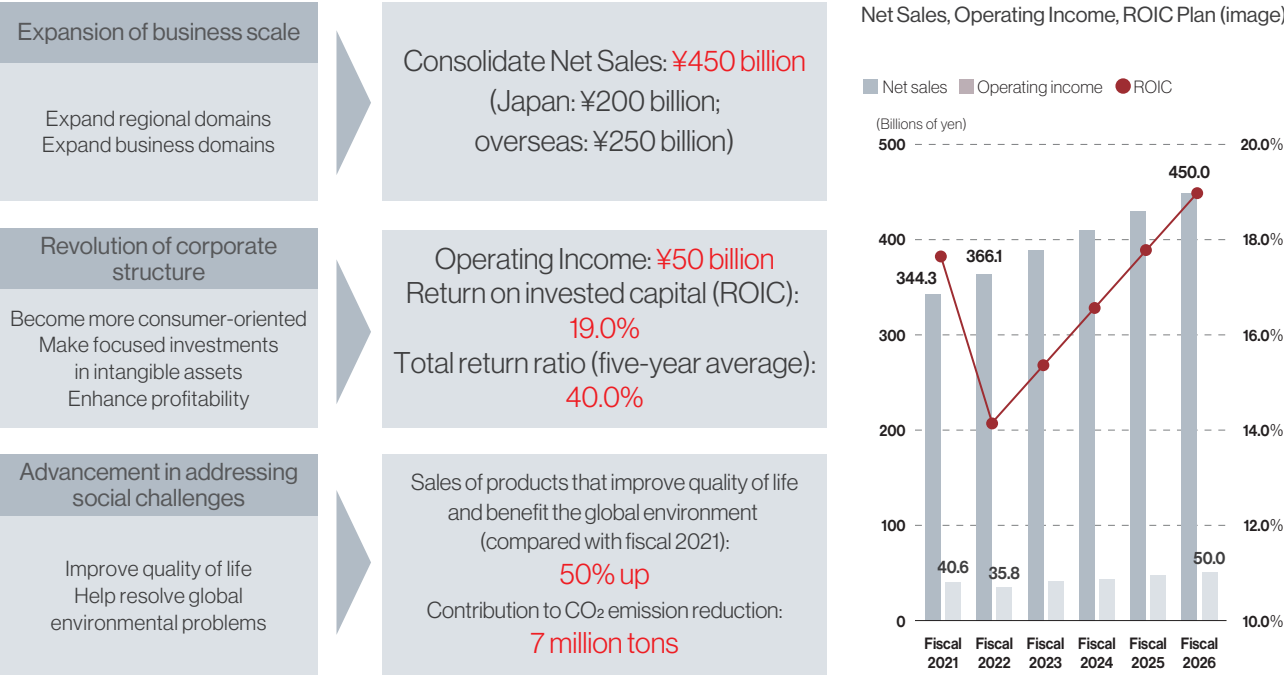 Expansion of business scale
Expand regional domains
Expand business domains
Consolidate Net Sales: ¥450 billion
(Japan: ¥200 billion;
overseas: ¥250 billion)
Revolution of corporate
structure
Become more consumer-oriented
Make focused investments
in intangible assets
Enhance profitability
Operating Income: ¥50 billion
Return on invested capital (ROIC):
19.0%
Total return ratio (five-year average):
40.0%
Advancement in addressing
social challenges
Improve quality of life
Help resolve global
environmental problems
Sales of products that improve quality of life
and benefit the global environment
(compared with fiscal 2021):
50% up
Contribution to CO₂ emission reduction:
7 million tons
Net Sales, Operating Income, ROIC Plan (image)
Net sales Operating income ROIC
(Billions of yen)
500 20.0%
450.0
400 18.0%
366.1
344.3
300 16.0%
200 14.0%
100 12.0%
40.6 35.8 50.0
0 10.0%
Fiscal Fiscal Fiscal Fiscal Fiscal Fiscal
2021 2022 2023 2024 2025 2026